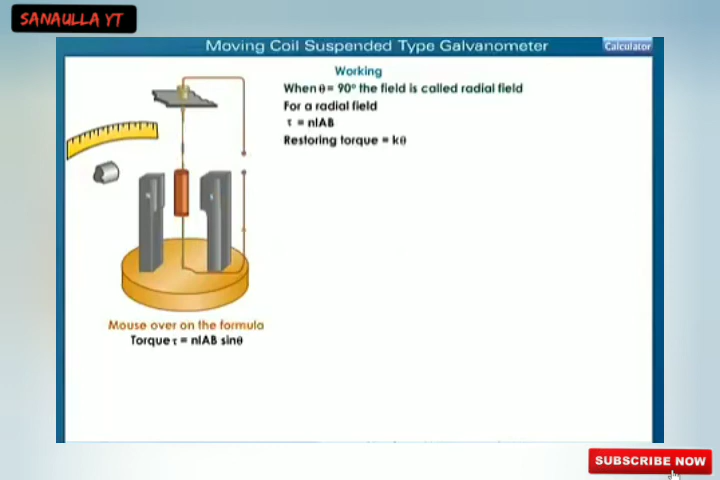 SANAULLA YT
Moving Coil Suspended Type Galvanometer
Calculator
Working
When θ = 90° the field is called radial field
For a radial field
τ = nIAB
Restoring torque = kθ
Mouse over on the formula
Torque τ = nIAB sinθ
SUBSCRIBE NOW